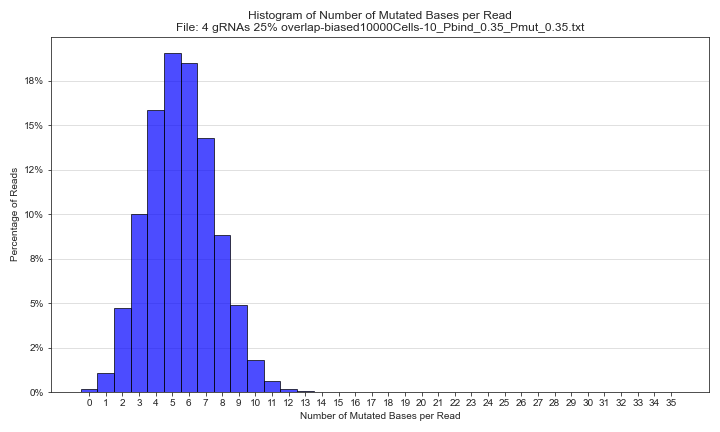 Histogram of Number of Mutated Bases per Read
File: 4 gRNAs 25% overlap-biased10000Cells-10_Pbind_0.35_Pmut_0.35.txt
Percentage of Reads
18%
15%
12%
10%
8%
5%
2%
0%
0 1 2 3 4 5 6 7 8 9 10 11 12 13 14 15 16 17 18 19 20 21 22 23 24 25 26 27 28 29 30 31 32 33 34 35
Number of Mutated Bases per Read